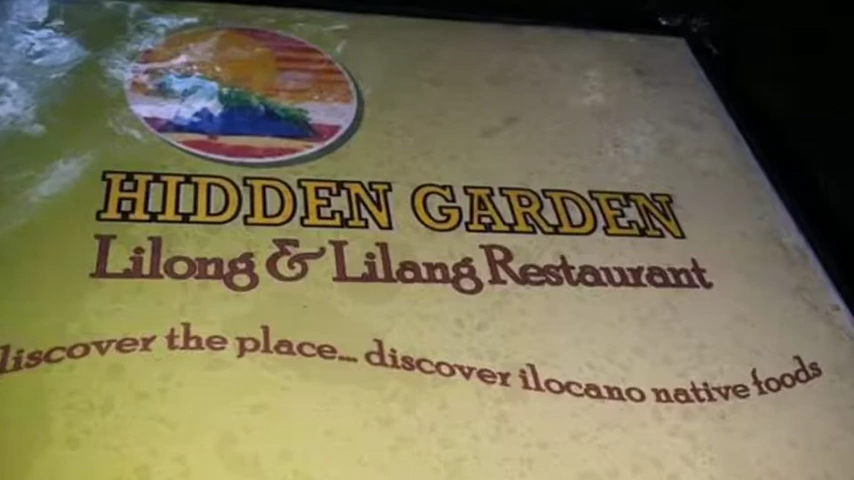 HIDDEN GARDEN
Lilong & Lilang Restaurant
discover the place... discover ilocano native foods